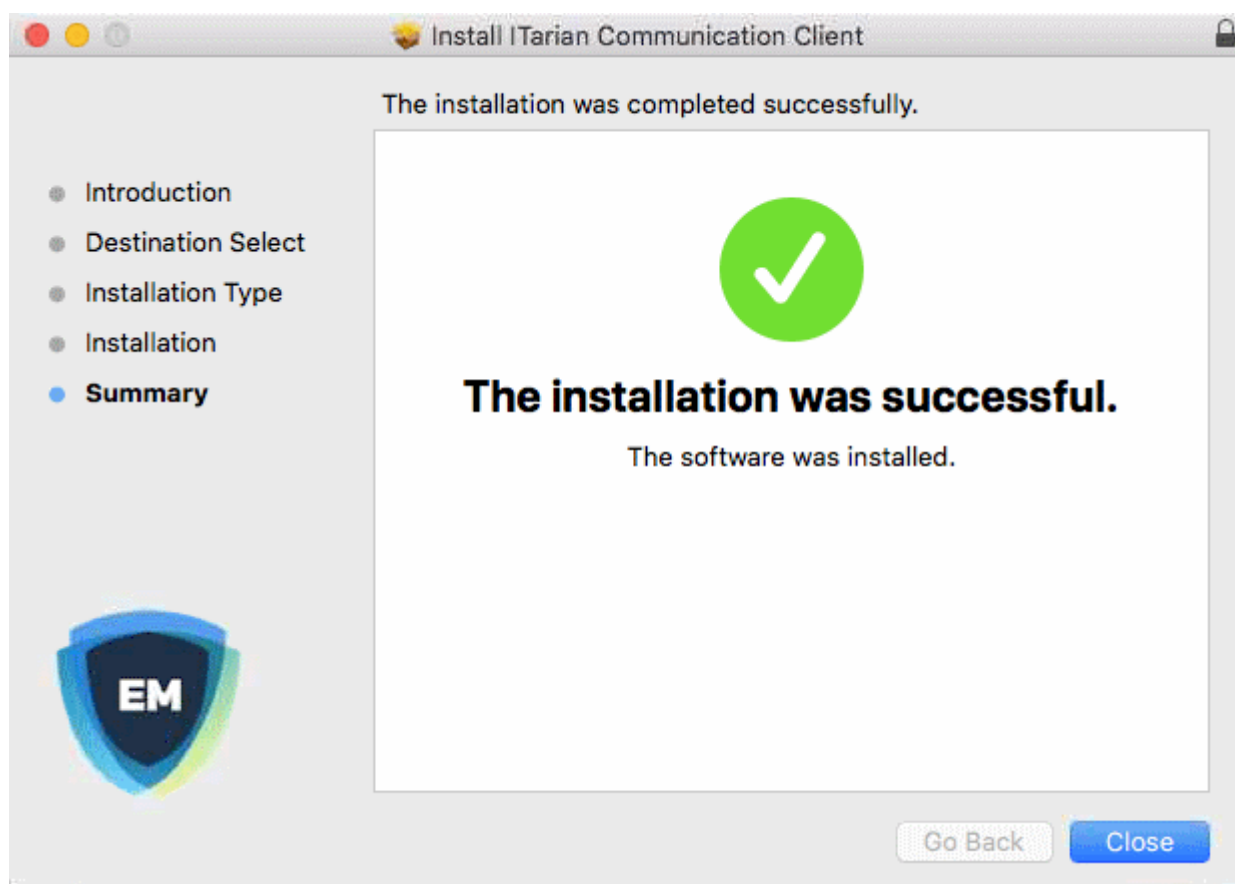 Install ITarian Communication Client
The installation was completed successfully.
Introduction
Destination Select
Installation Type
Installation
Summary
The installation was successful.
The software was installed.
EM
Go Back
Close